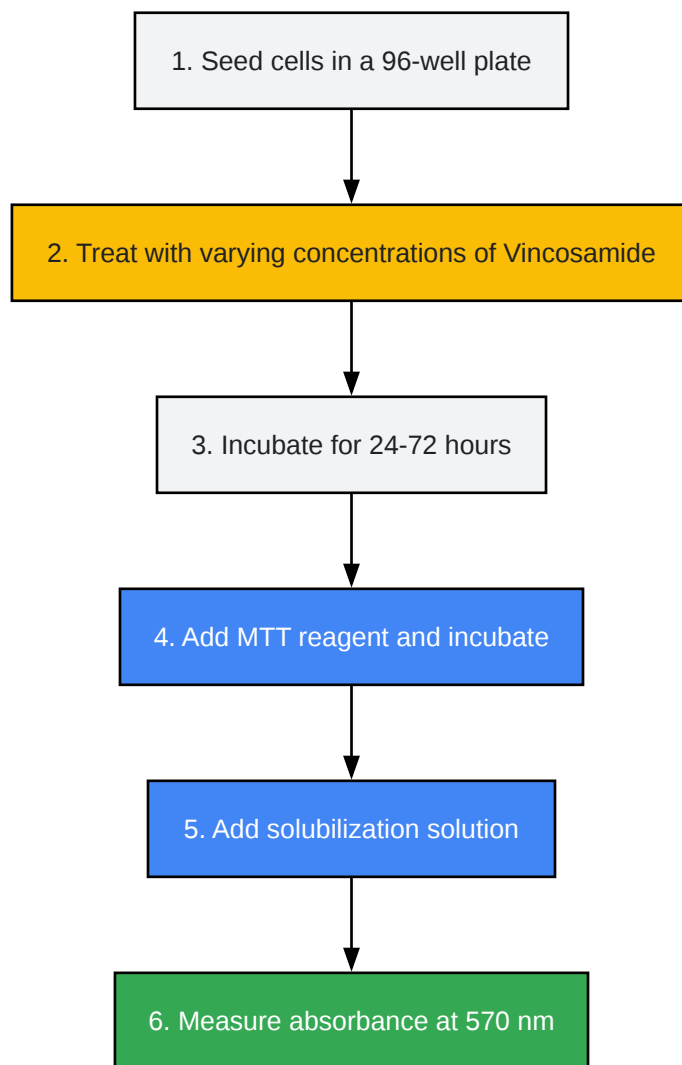 1. Seed cells in a 96-well plate
2. Treat with varying concentrations of Vincosamide
3. Incubate for 24-72 hours
4. Add MTT reagent and incubate
5. Add solubilization solution
6. Measure absorbance at 570 nm